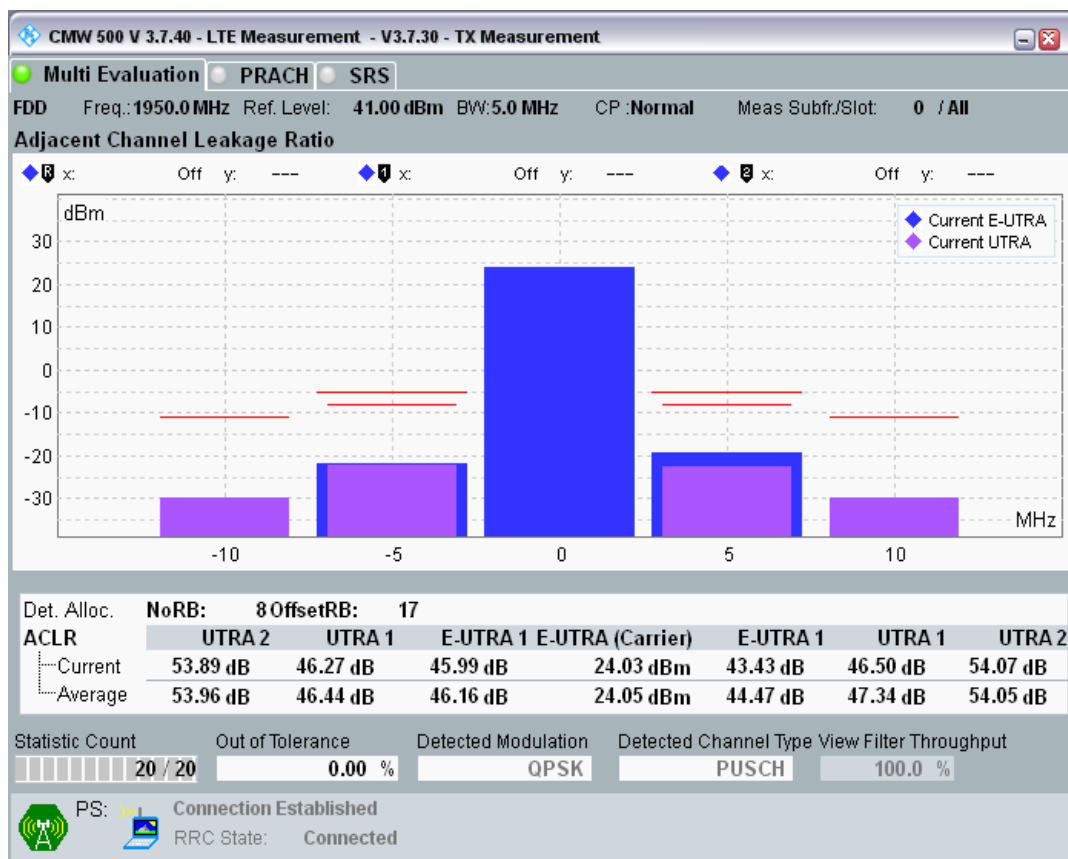 CMW 500 V 3.7.40 - LTE Measurement - V3.7.30 - TX Measurement
Multi Evaluation PRACH SRS
FDD Freq.: 1950.0 MHz Ref. Level: 41.00 dBm BW: 5.0 MHz CP : Normal Meas Subfr./Slot: 0 / All
Adjacent Channel Leakage Ratio
R x: Off y: --- 1 x: Off y: --- 2 x: Off y: ---
dBm
Current E-UTRA
Current UTRA
30
20
10
0
-10
-20
-30
MHz
-10 -5 0 5 10
Det. Alloc. NoRB: 8 OffsetRB: 17
ACLR UTRA 2 UTRA 1 E-UTRA 1 E-UTRA (Carrier) E-UTRA 1 UTRA 1 UTRA 2
Current 53.89 dB 46.27 dB 45.99 dB 24.03 dBm 43.43 dB 46.50 dB 54.07 dB
Average 53.96 dB 46.44 dB 46.16 dB 24.05 dBm 44.47 dB 47.34 dB 54.05 dB
Statistic Count Out of Tolerance Detected Modulation Detected Channel Type View Filter Throughput
20 / 20 0.00 % QPSK PUSCH 100.0 %
PS: Connection Established
RRC State: Connected